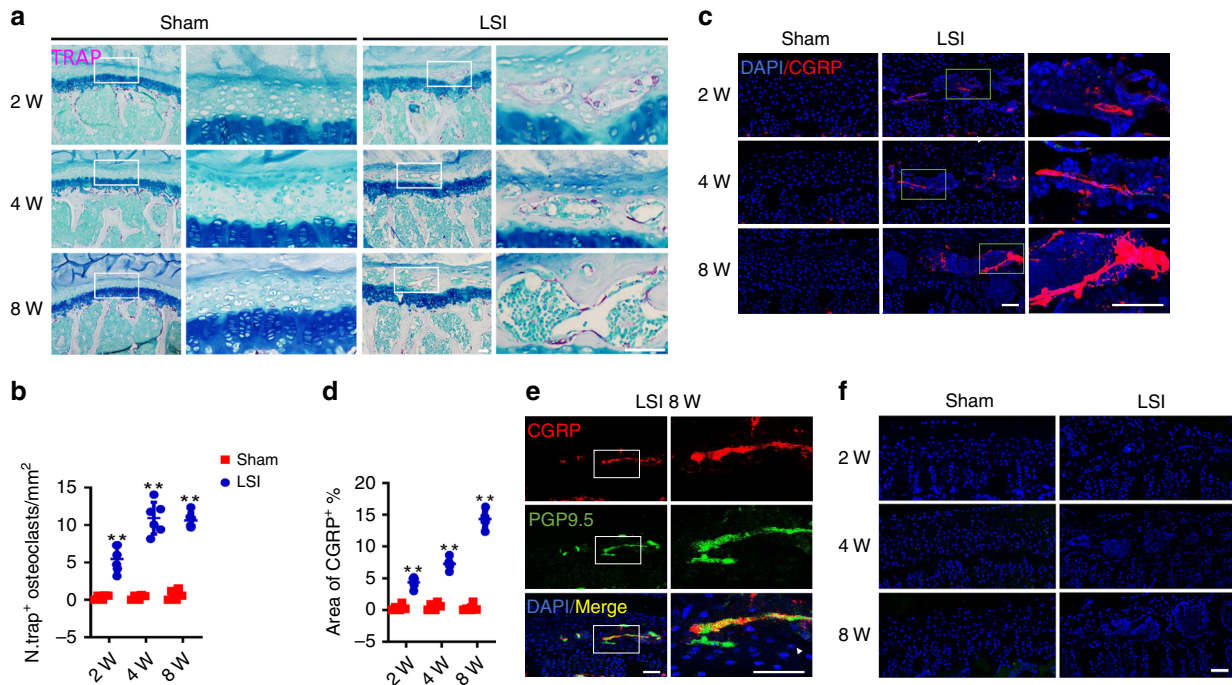 a
Sham
LSI
TRAP
2 W
4 W
8 W
c
Sham
LSI
DAPI/CGRP
2 W
4 W
8 W
b
N.trap⁺ osteoclasts/mm²
Sham
LSI
15
10
5
0
–5
**
**
**
2 W
4 W
8 W
d
Area of CGRP⁺ %
20
15
10
5
0
–5
**
**
**
2 W
4 W
8 W
e
LSI 8 W
CGRP
PGP9.5
DAPI/Merge
f
Sham
LSI
2 W
4 W
8 W